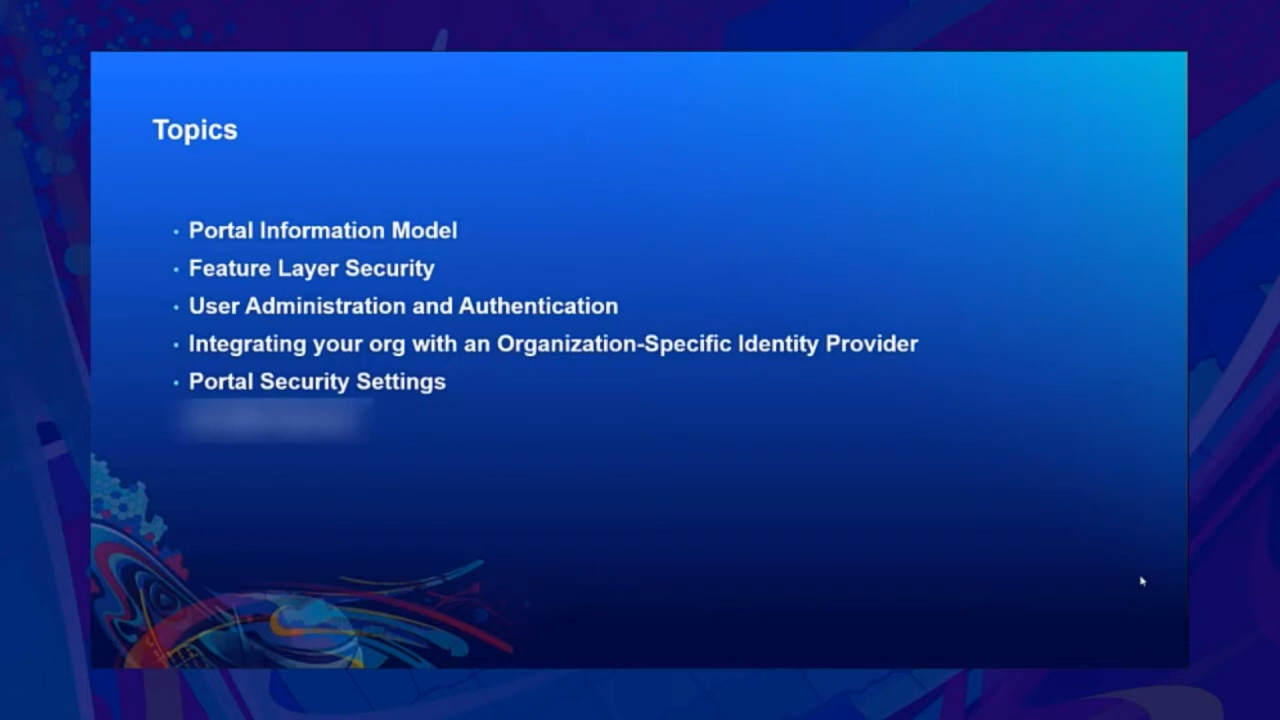 Topics
• Portal Information Model
• Feature Layer Security
• User Administration and Authentication
• Integrating your org with an Organization-Specific Identity Provider
• Portal Security Settings